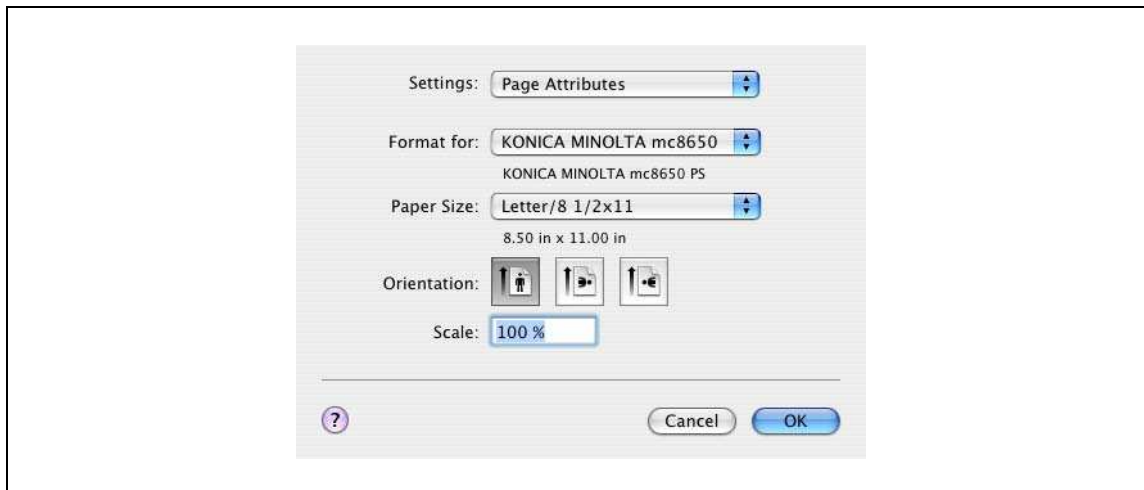 Settings: Page Attributes
Format for: KONICA MINOLTA mc8650
KONICA MINOLTA mc8650 PS
Paper Size: Letter/8 1/2x11
8.50 in x 11.00 in
Orientation:
Scale: 100 %
? Cancel OK